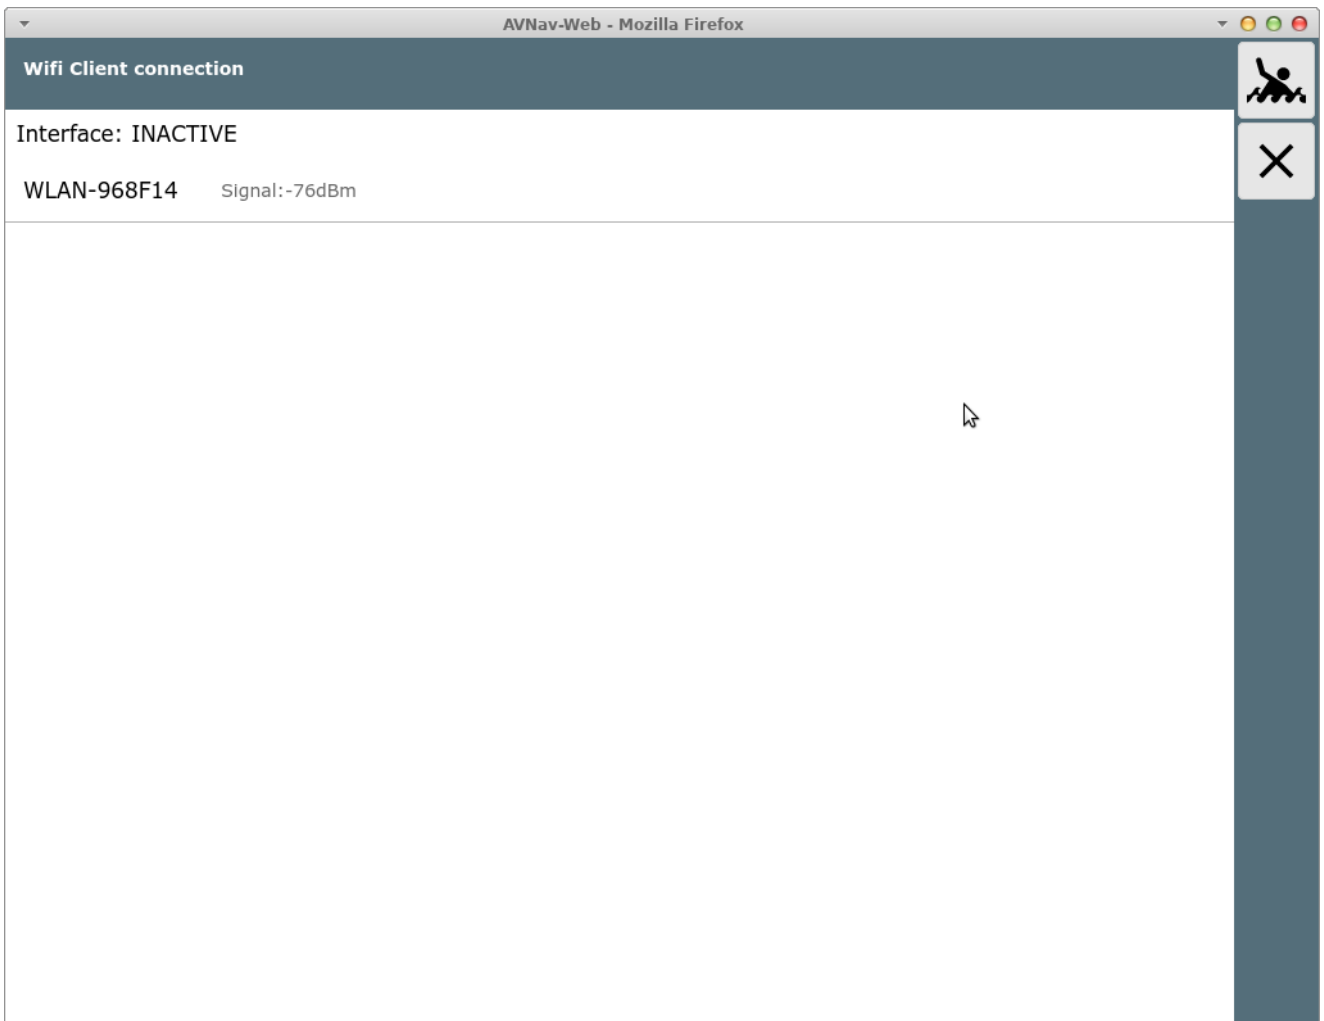 AVNav-Web - Mozilla Firefox
Wifi Client connection
Interface: INACTIVE
WLAN-968F14 Signal:-76dBm